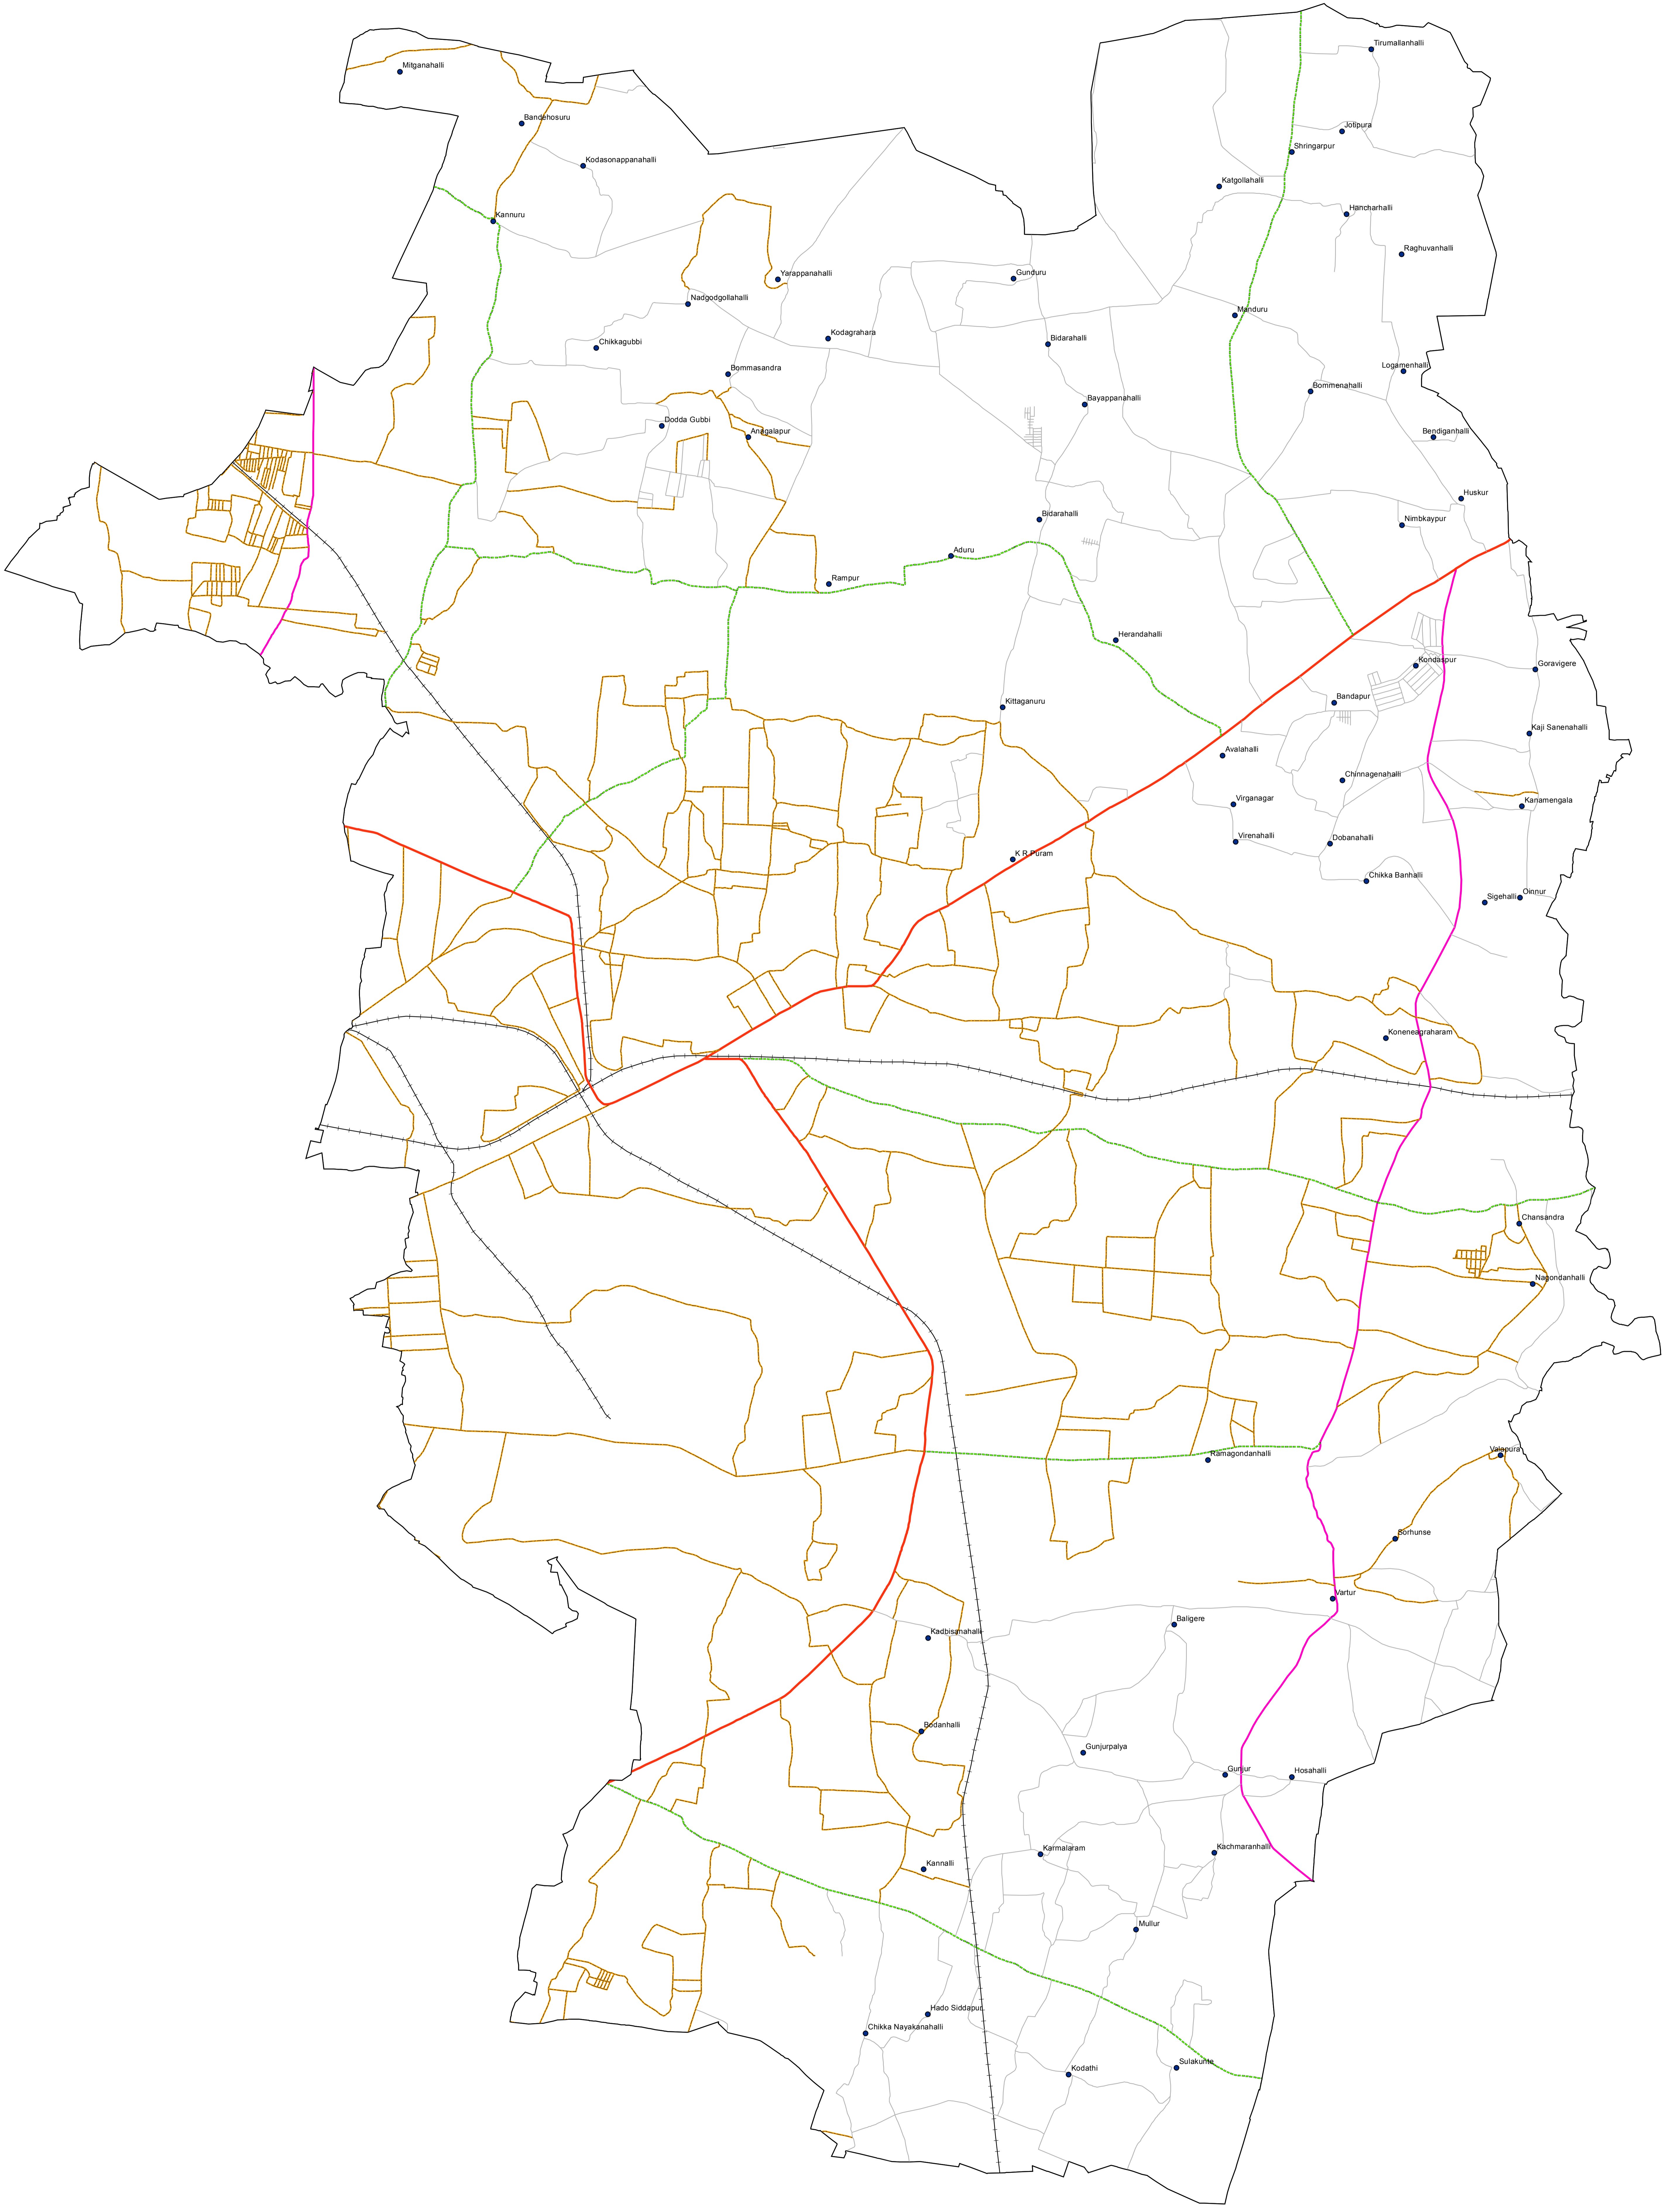 Tirumallanhalli
Mitganahalli
Bandehosuru
Jotipura
Shringarpur
Kodasonappanahalli
Katgollahalli
Hancharhalli
Kannuru
Raghuvanhalli
Yarappanahalli
Gunduru
Nadgodgollahalli
Manduru
Kodagrahara
Chikkagubbi
Bidarahalli
Logamenhalli
Bommasandra
Bommenahalli
Bayappanahalli
Dodda Gubbi
Anagalapur
Bendiganhalli
Huskur
Bidarahalli
Nimbkaypur
Aduru
Rampur
Herandahalli
Kondaspur
Goravigere
Bandapur
Kittaganuru
Kaji Sanenahalli
Avalahalli
Chinnagenahalli
Virganagar
Kanamengala
Virenahalli
Dobanahalli
K R Puram
Chikka Banhalli
Sigehalli
Oinnur
Koneneagraharam
Chansandra
Nagondanhalli
Valapura
Ramagondanhalli
Sorhunse
Vartur
Baligere
Kadbisanahalli
Bodanhalli
Gunjurpalya
Gunjur
Hosahalli
Karmalaram
Kachmaranhalli
Kannalli
Mullur
Hado Siddapur
Chikka Nayakanahalli
Kodathi
Sulakunte